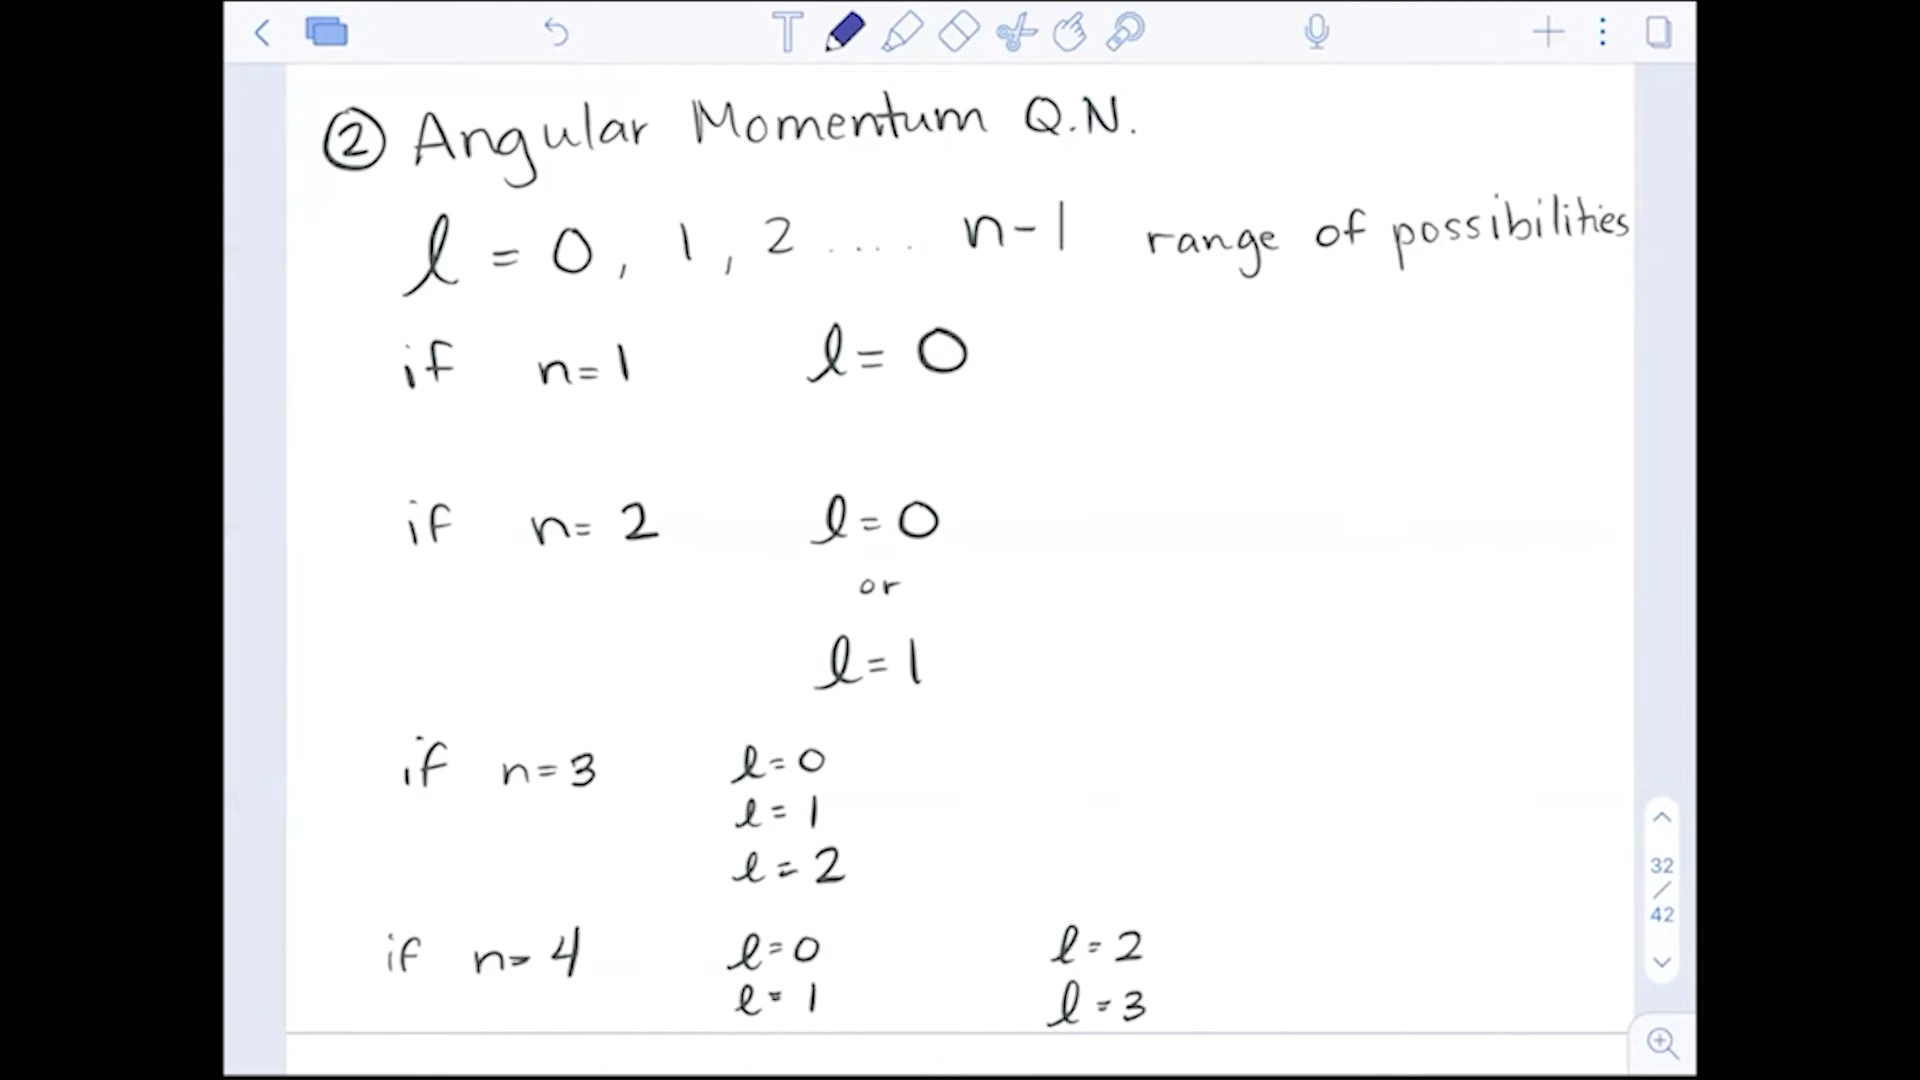 ② Angular Momentum Q.N.
l = 0, 1, 2 .... n-1 range of possibilities
if n=1 l= 0
if n= 2 l=0
or
l=1
if n=3 l=0
l= 1
l= 2
if n= 4 l=0 l=2
l= 1 l=3
32
/
42